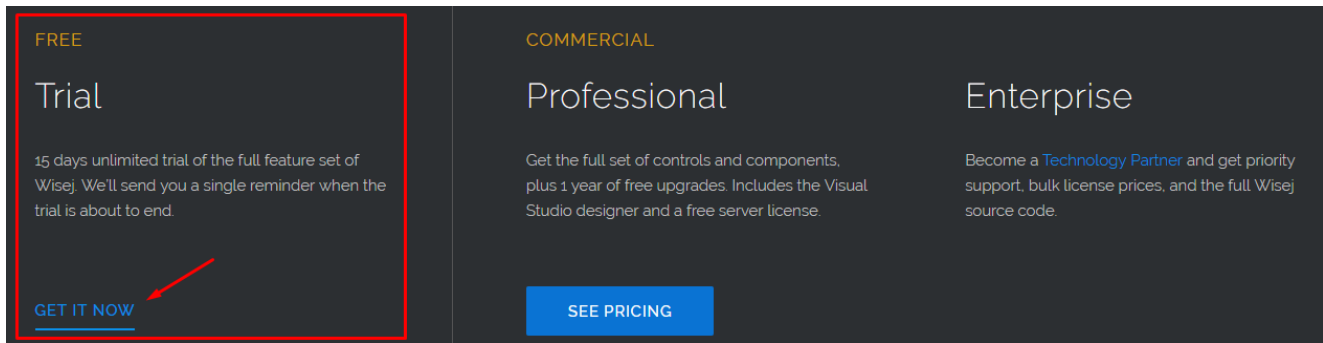 FREE
Trial
15 days unlimited trial of the full feature set of
Wisej. We'll send you a single reminder when the
trial is about to end.
GET IT NOW
COMMERCIAL
Professional
Get the full set of controls and components,
plus 1 year of free upgrades. Includes the Visual
Studio designer and a free server license.
SEE PRICING
Enterprise
Become a Technology Partner and get priority
support, bulk license prices, and the full Wisej
source code.